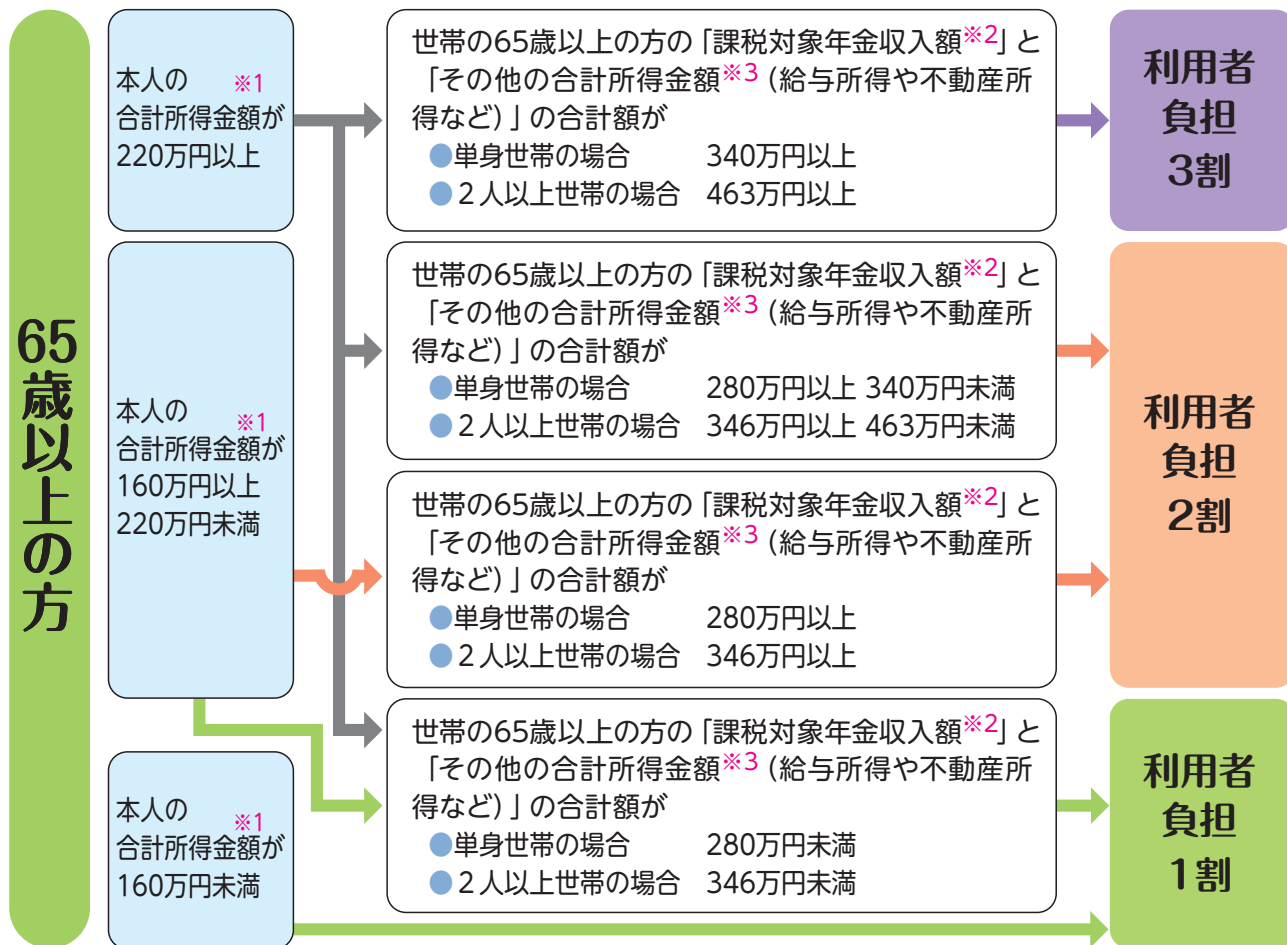 65歳以上の方
本人の
※1
合計所得金額が
220万円以上
世帯の65歳以上の方の「課税対象年金収入額※2」と
「その他の合計所得金額※3（給与所得や不動産所
得など）」の合計額が
●単身世帯の場合 340万円以上
●2人以上世帯の場合 463万円以上
利用者
負担
3割
本人の
※1
合計所得金額が
160万円以上
220万円未満
世帯の65歳以上の方の「課税対象年金収入額※2」と
「その他の合計所得金額※3（給与所得や不動産所
得など）」の合計額が
●単身世帯の場合 280万円以上 340万円未満
●2人以上世帯の場合 346万円以上 463万円未満
世帯の65歳以上の方の「課税対象年金収入額※2」と
「その他の合計所得金額※3（給与所得や不動産所
得など）」の合計額が
●単身世帯の場合 280万円以上
●2人以上世帯の場合 346万円以上
利用者
負担
2割
本人の
※1
合計所得金額が
160万円未満
世帯の65歳以上の方の「課税対象年金収入額※2」と
「その他の合計所得金額※3（給与所得や不動産所
得など）」の合計額が
●単身世帯の場合 280万円未満
●2人以上世帯の場合 346万円未満
利用者
負担
1割